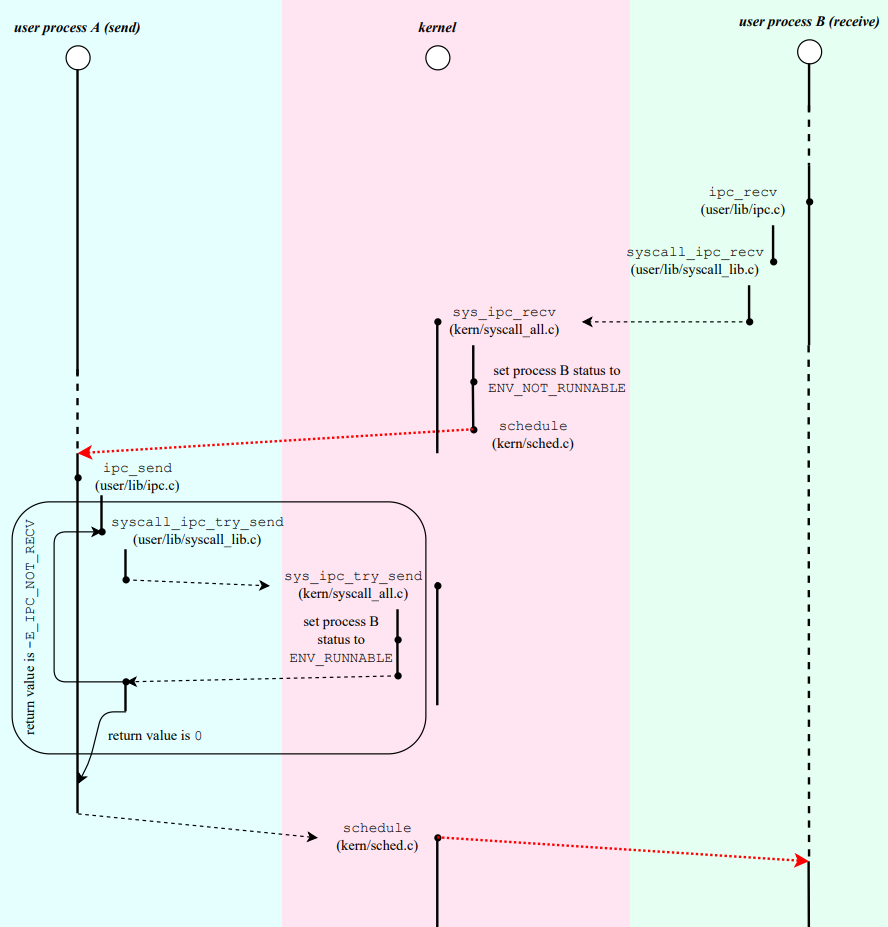 user process A (send)
kernel
user process B (receive)
ipc_recv
(user/lib/ipc.c)
syscall_ipc_recv
(user/lib/syscall_lib.c)
sys_ipc_recv
(kern/syscall_all.c)
set process B status to
ENV_NOT_RUNNABLE
schedule
(kern/sched.c)
ipc_send
(user/lib/ipc.c)
syscall_ipc_try_send
(user/lib/syscall_lib.c)
return value is -E_IPC_NOT_RECV
sys_ipc_try_send
(kern/syscall_all.c)
set process B
status to
ENV_RUNNABLE
return value is 0
schedule
(kern/sched.c)